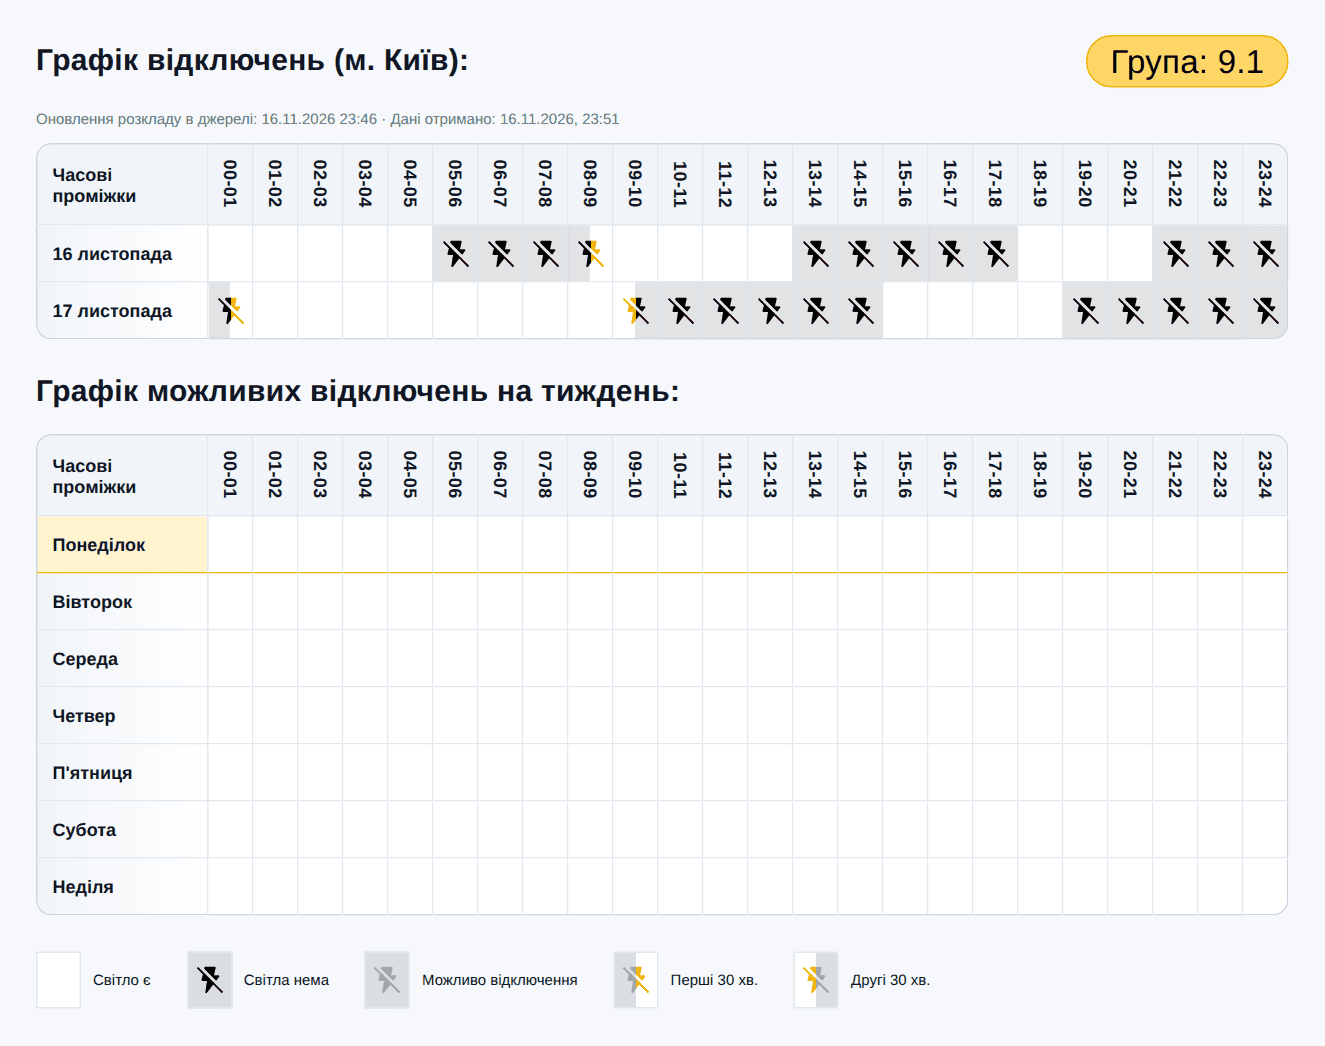 Графік відключень (м. Київ):
Група: 9.1
Оновлення розкладу в джерелі: 16.11.2026 23:46 · Дані отримано: 16.11.2026, 23:51
Часові проміжки 00-01 01-02 02-03 03-04 04-05 05-06 06-07 07-08 08-09 09-10 10-11 11-12 12-13 13-14 14-15 15-16 16-17 17-18 18-19 19-20 20-21 21-22 22-23 23-24
16 листопада
17 листопада
Графік можливих відключень на тиждень:
Часові проміжки 00-01 01-02 02-03 03-04 04-05 05-06 06-07 07-08 08-09 09-10 10-11 11-12 12-13 13-14 14-15 15-16 16-17 17-18 18-19 19-20 20-21 21-22 22-23 23-24
Понеділок
Вівторок
Середа
Четвер
П'ятниця
Субота
Неділя
Світло є Світла нема Можливо відключення Перші 30 хв. Другі 30 хв.